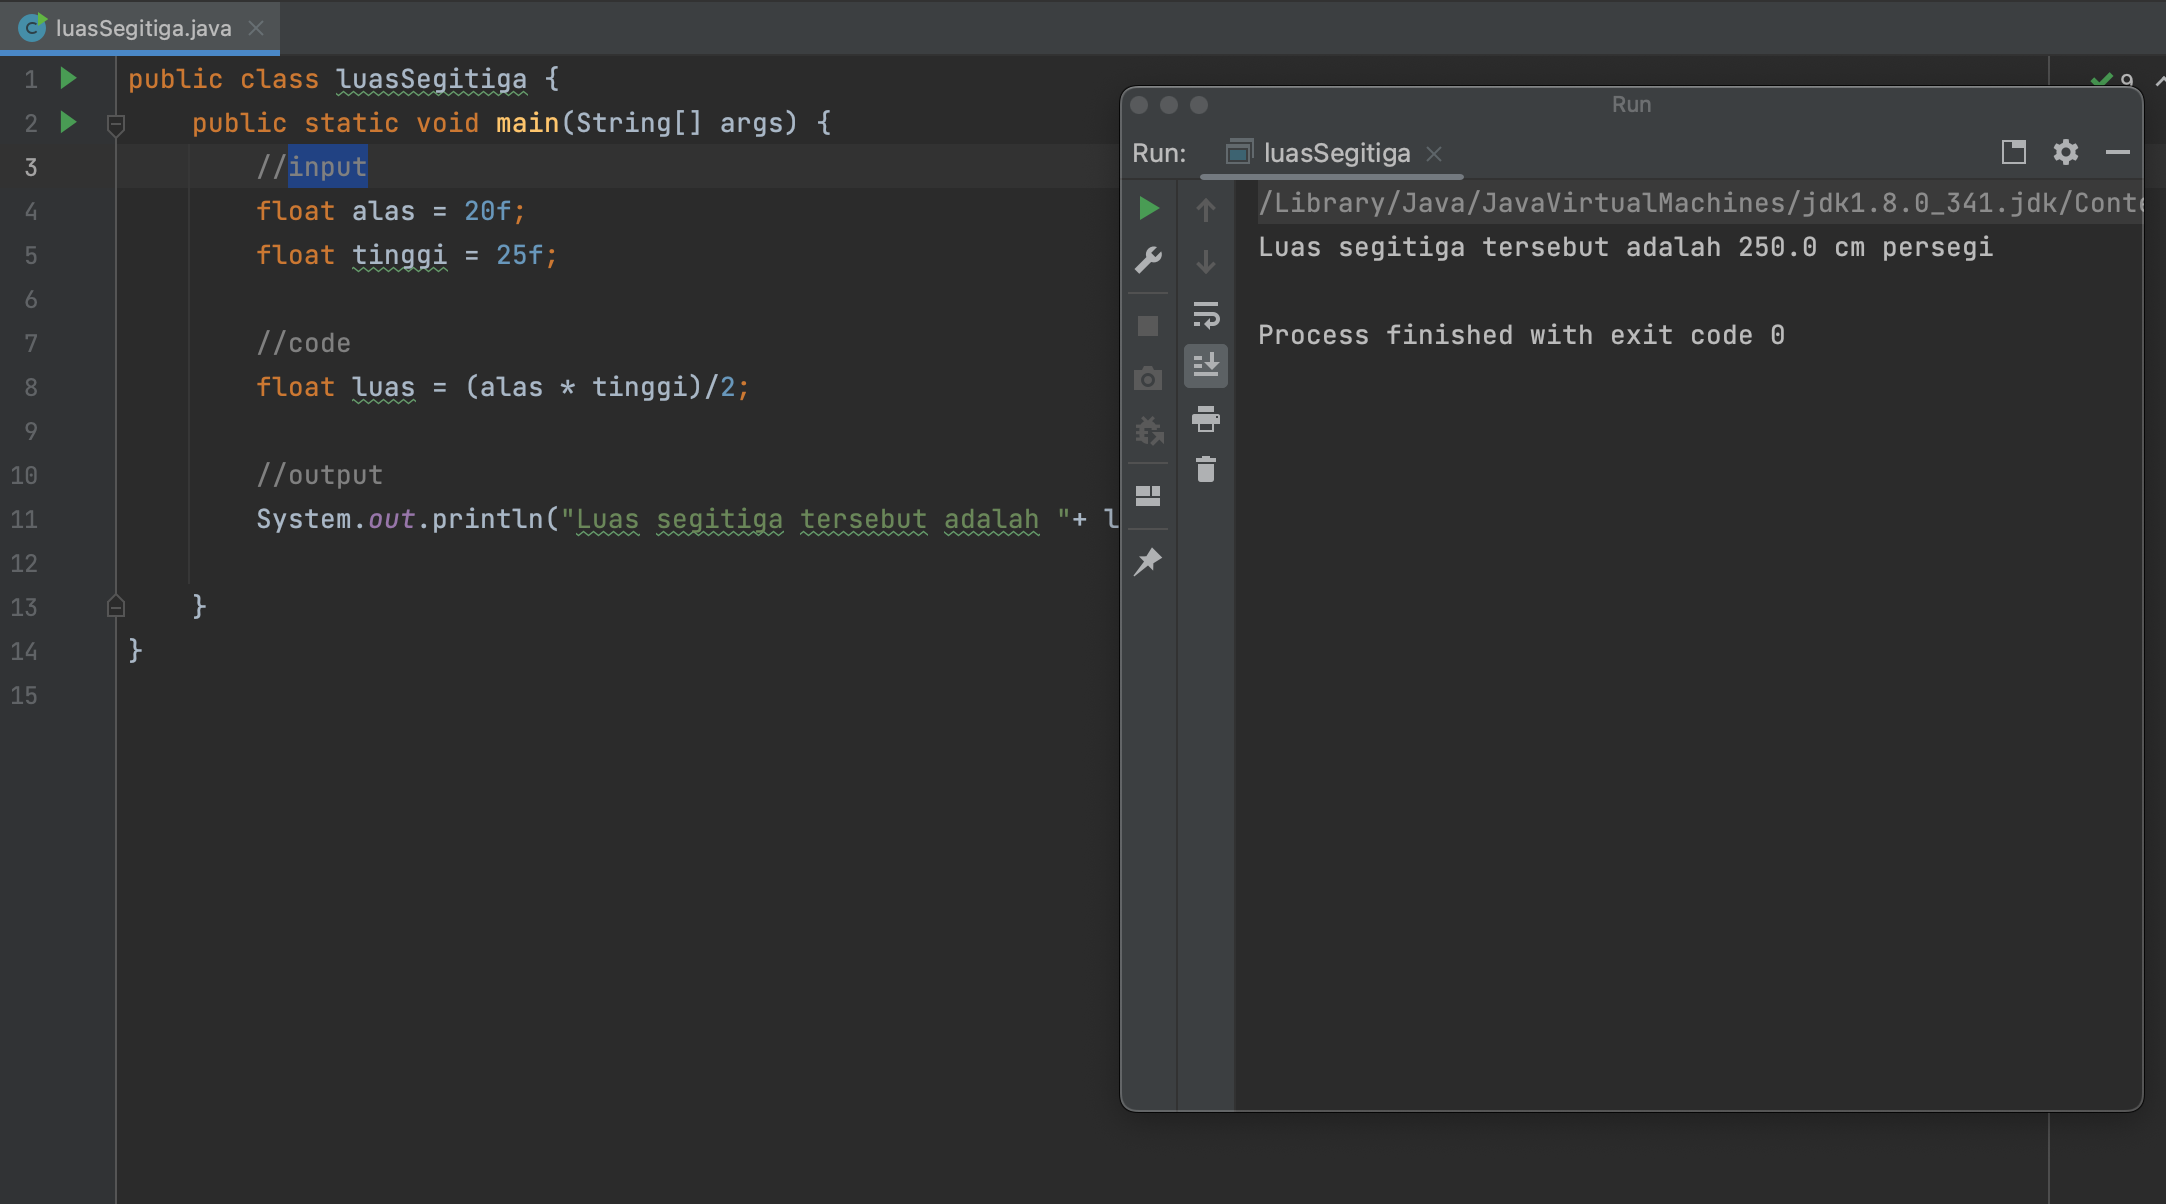 luasSegitiga.java
1 public class luasSegitiga {
2 public static void main(String[] args) {
3 //input
4 float alas = 20f;
5 float tinggi = 25f;
6
7 //code
8 float luas = (alas * tinggi)/2;
9
10 //output
11 System.out.println("Luas segitiga tersebut adalah "+ l
12
13 }
14 }
15
9
Run
Run: luasSegitiga
/Library/Java/JavaVirtualMachines/jdk1.8.0_341.jdk/Conte
Luas segitiga tersebut adalah 250.0 cm persegi
Process finished with exit code 0